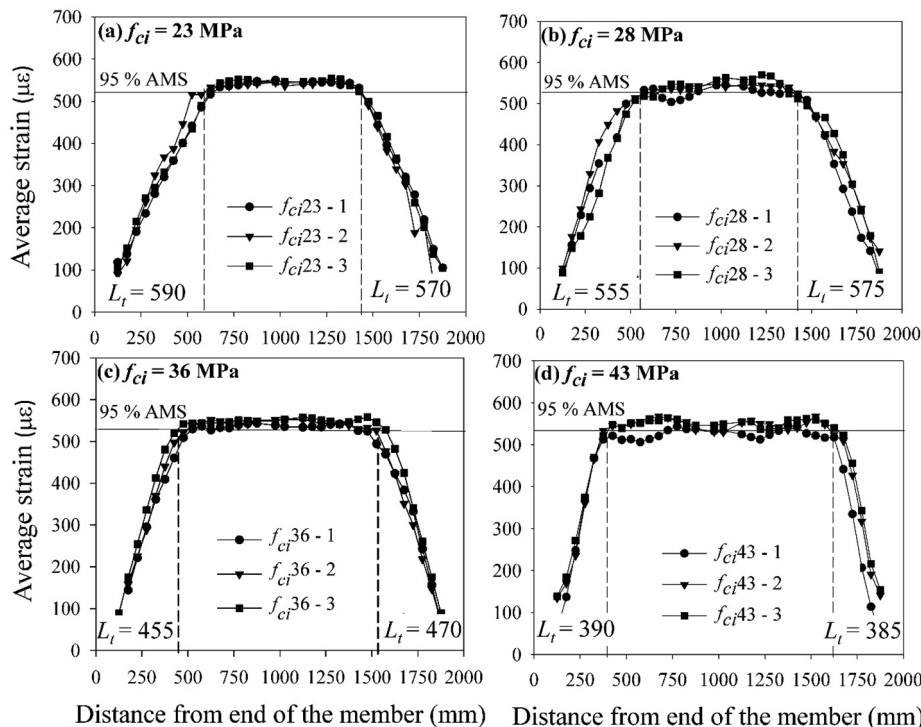 (a) fci = 23 MPa
700
600
500
400
300
200
100
0
95 % AMS
fci23 - 1
fci23 - 2
fci23 - 3
Lt = 590
Lt = 570
0 250 500 750 1000 1250 1500 1750 2000
Average strain (με)
(b) fci = 28 MPa
700
600
500
400
300
200
100
0
95 % AMS
fci28 - 1
fci28 - 2
fci28 - 3
Lt = 555
Lt = 575
0 250 500 750 1000 1250 1500 1750 2000
(c) fci = 36 MPa
700
600
500
400
300
200
100
0
95 % AMS
fci36 - 1
fci36 - 2
fci36 - 3
Lt = 455
Lt = 470
0 250 500 750 1000 1250 1500 1750 2000
Average strain (με)
Distance from end of the member (mm)
(d) fci = 43 MPa
700
600
500
400
300
200
100
0
95 % AMS
fci43 - 1
fci43 - 2
fci43 - 3
Lt = 390
Lt = 385
0 250 500 750 1000 1250 1500 1750 2000
Distance from end of the member (mm)